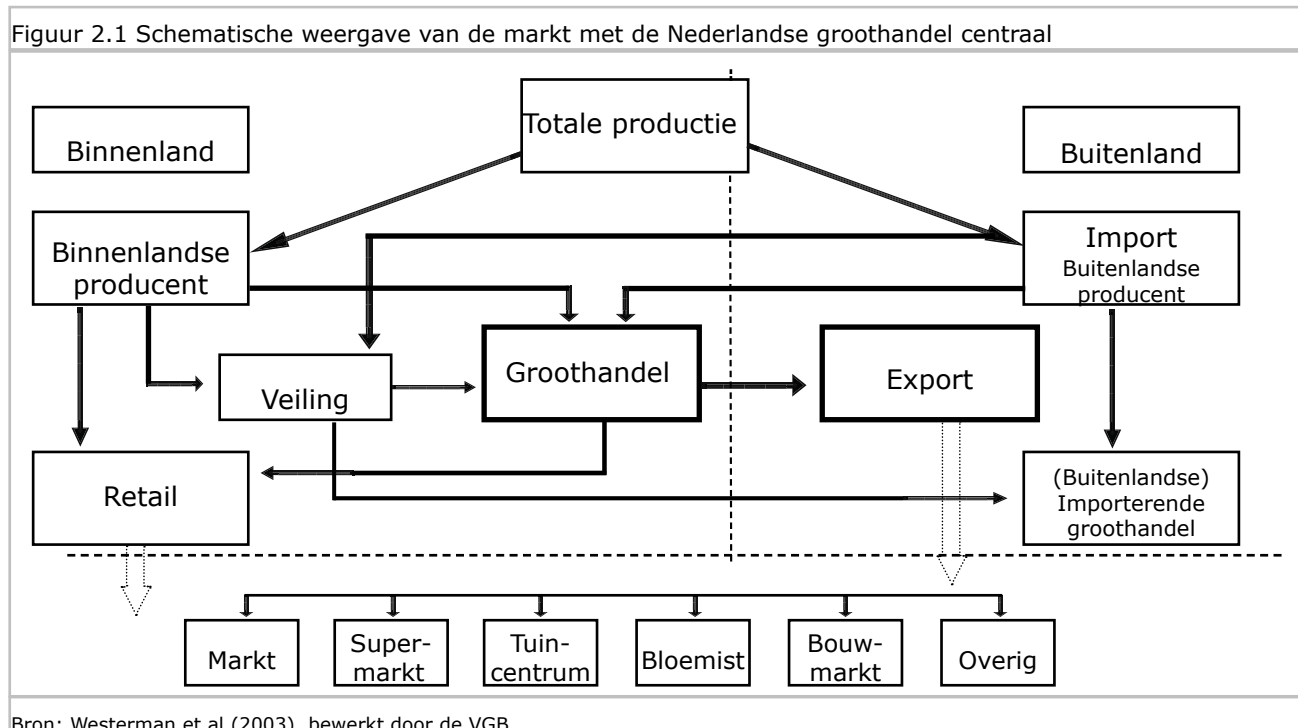 Figuur 2.1 Schematische weergave van de markt met de Nederlandse groothandel centraal
Totale productie
Binnenland
Buitenland
Binnenlandse
producent
Import
Buitenlandse
producent
Veiling
Groothandel
Export
Retail
(Buitenlandse)
Importerende
groothandel
Markt
Super-
markt
Tuin-
centrum
Bloemist
Bouw-
markt
Overig
Bron: Westerman et al (2003), bewerkt door de VGB